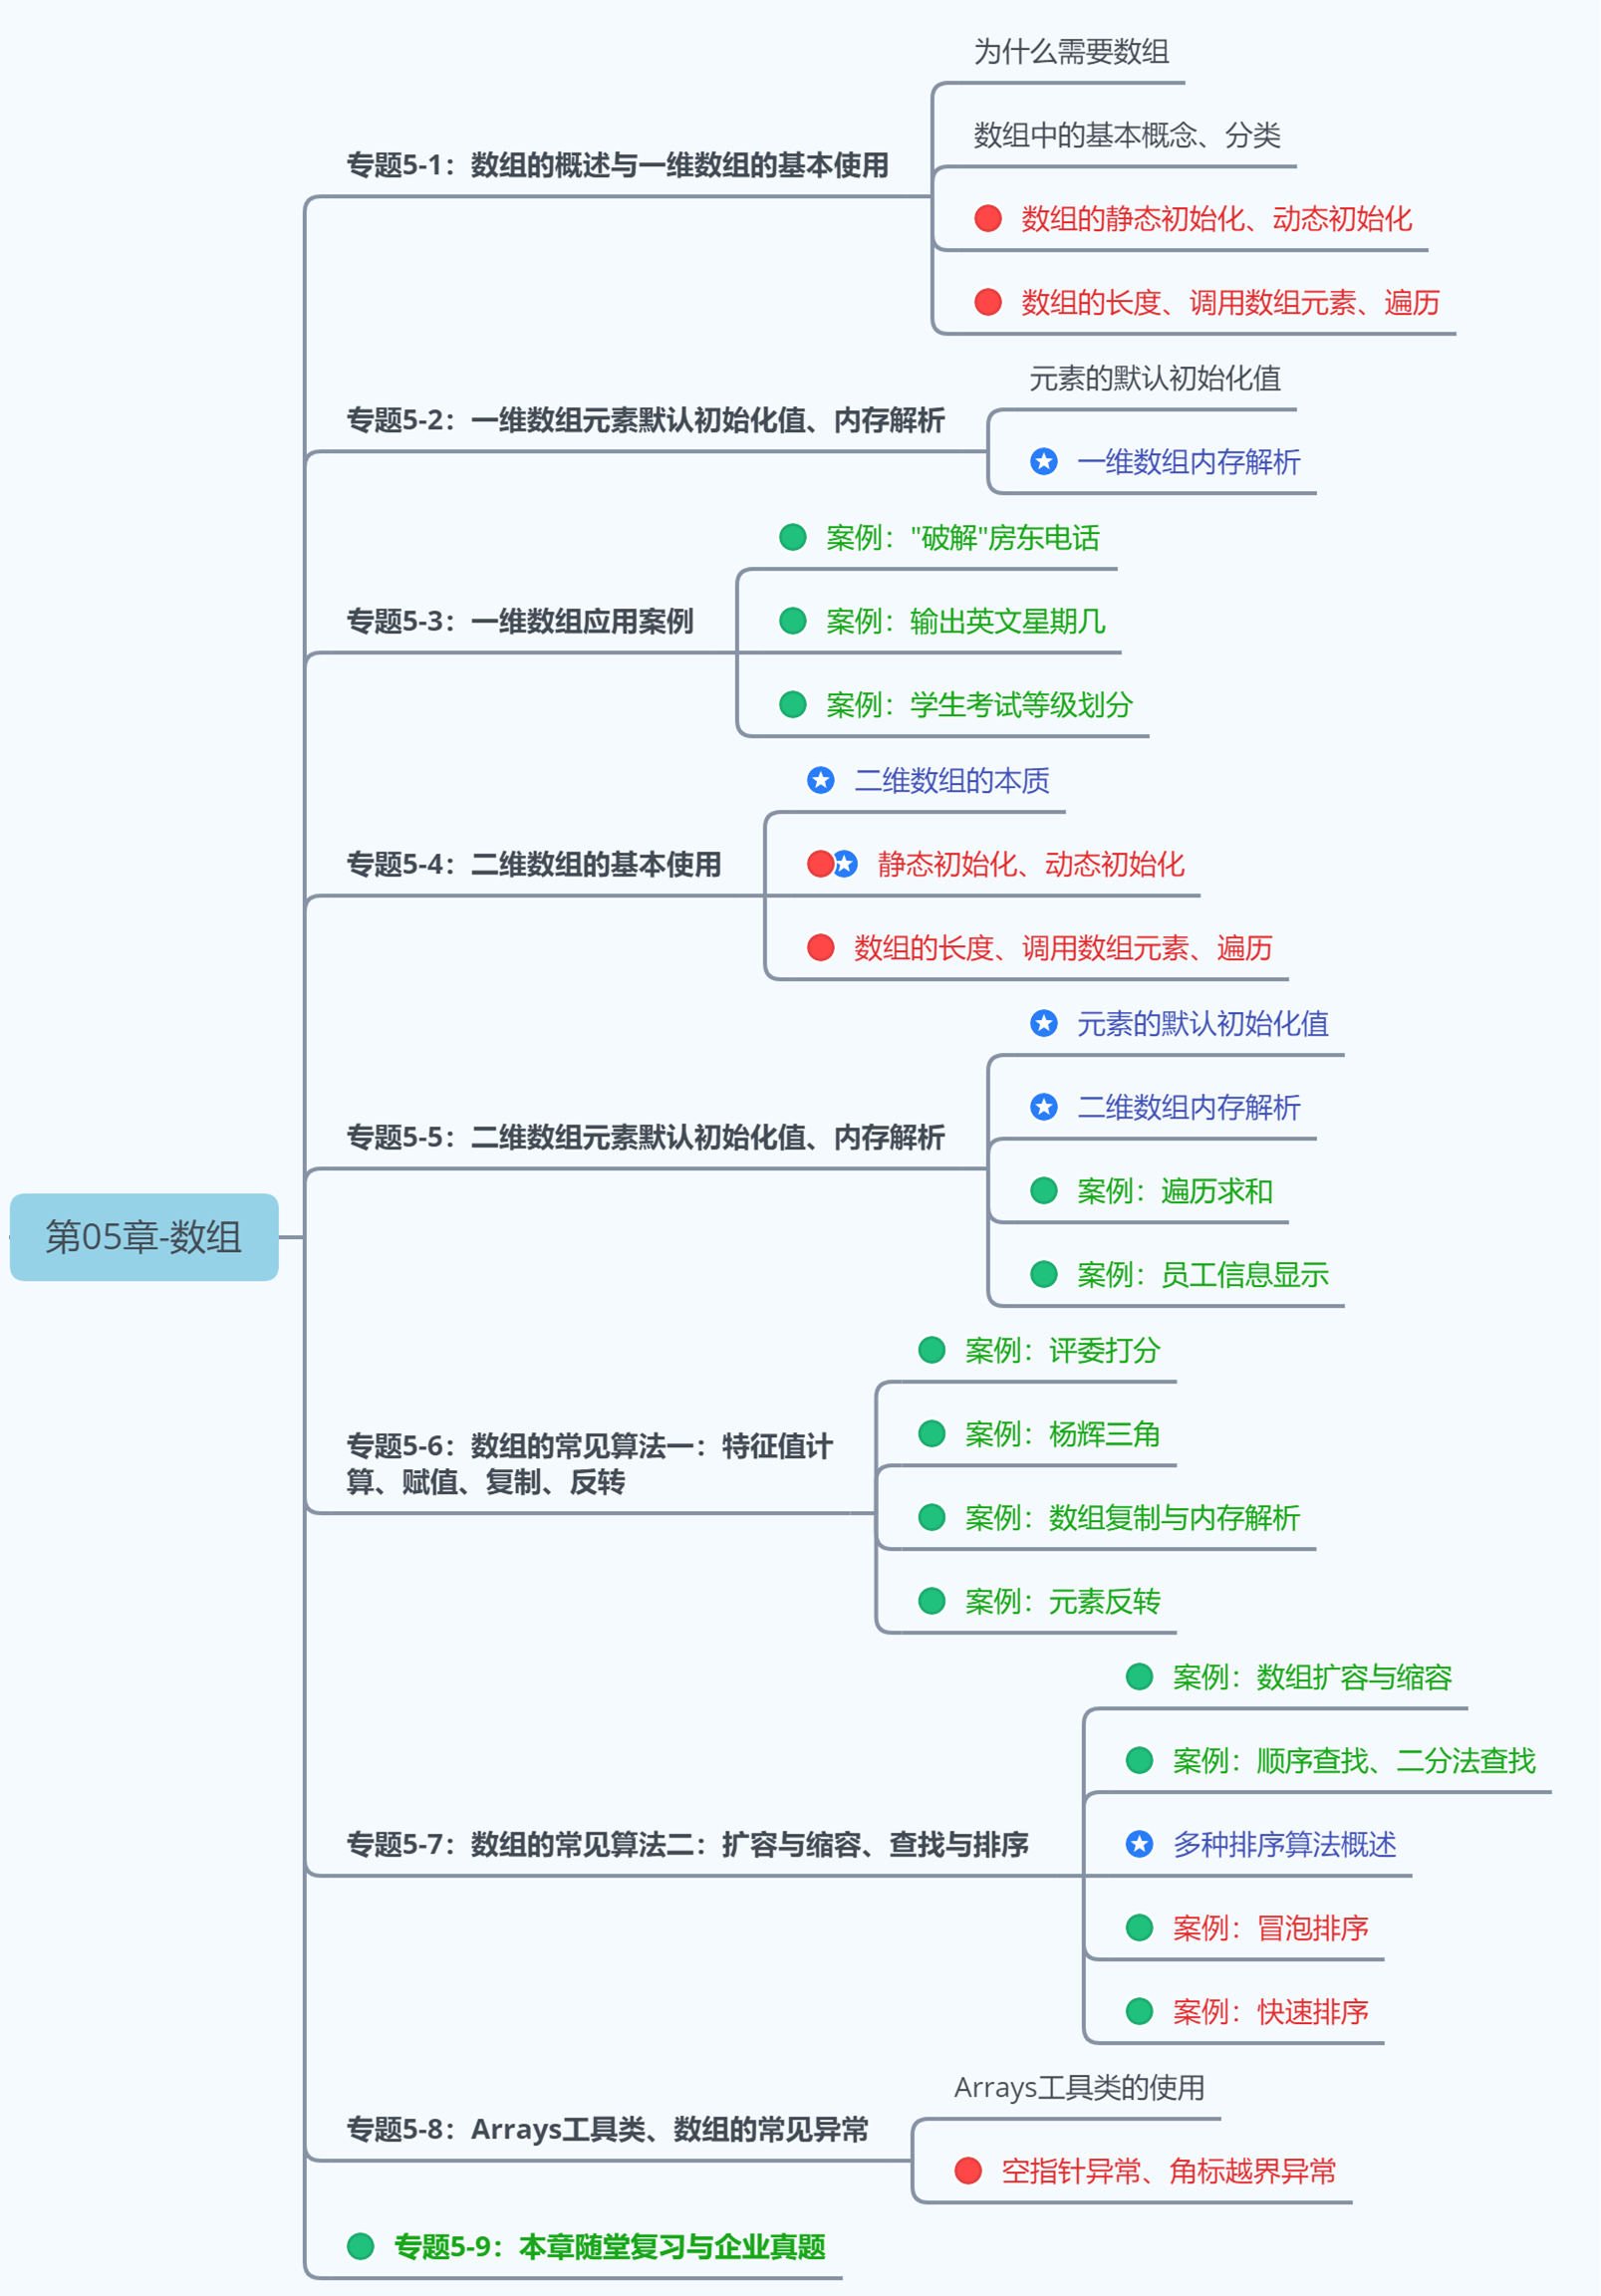 第05章-数组
专题5-1：数组的概述与一维数组的基本使用
为什么需要数组
数组中的基本概念、分类
数组的静态初始化、动态初始化
数组的长度、调用数组元素、遍历
专题5-2：一维数组元素默认初始化值、内存解析
元素的默认初始化值
一维数组内存解析
专题5-3：一维数组应用案例
案例："破解"房东电话
案例：输出英文星期几
案例：学生考试等级划分
专题5-4：二维数组的基本使用
二维数组的本质
静态初始化、动态初始化
数组的长度、调用数组元素、遍历
专题5-5：二维数组元素默认初始化值、内存解析
元素的默认初始化值
二维数组内存解析
案例：遍历求和
案例：员工信息显示
专题5-6：数组的常见算法一：特征值计
算、赋值、复制、反转
案例：评委打分
案例：杨辉三角
案例：数组复制与内存解析
案例：元素反转
专题5-7：数组的常见算法二：扩容与缩容、查找与排序
案例：数组扩容与缩容
案例：顺序查找、二分法查找
多种排序算法概述
案例：冒泡排序
案例：快速排序
专题5-8：Arrays工具类、数组的常见异常
Arrays工具类的使用
空指针异常、角标越界异常
专题5-9：本章随堂复习与企业真题